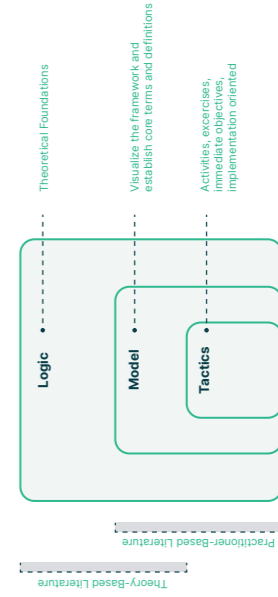 Logic
Theoretical Foundations
Model
Visualize the framework and
establish core terms and definitions
Tactics
Activities, excercises,
immediate objectives,
implementation oriented
Theory-Based Literature
Practitioner-Based Literature